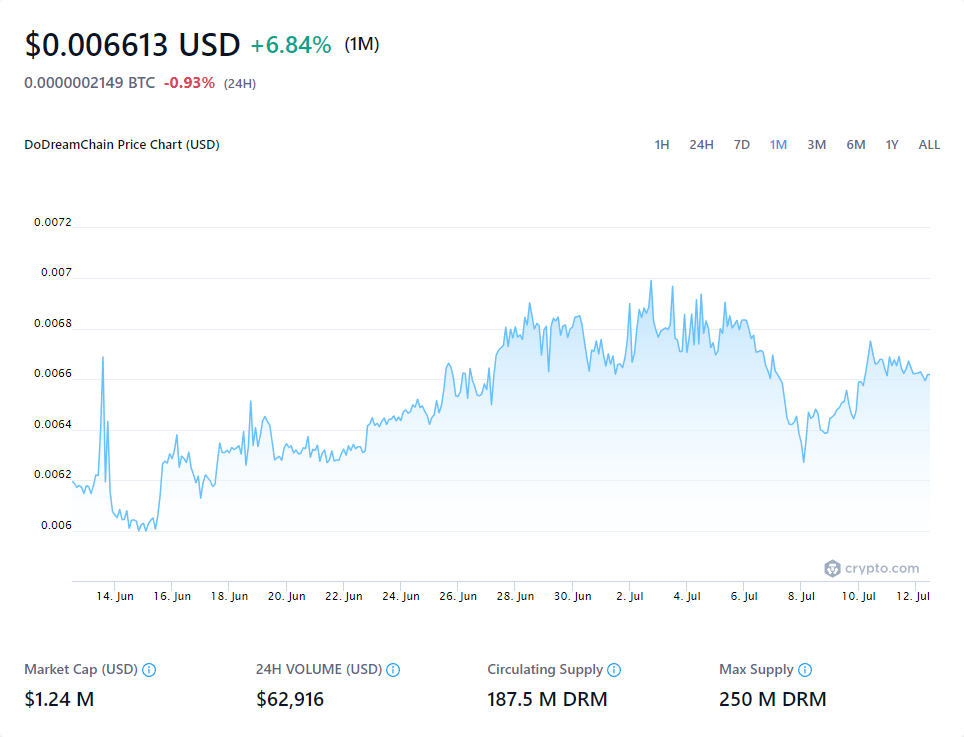 $0.006613 USD +6.84% (1M)
0.0000002149 BTC -0.93% (24H)
DoDreamChain Price Chart (USD) 1H 24H 7D 1M 3M 6M 1Y ALL
0.0072
0.007
0.0068
0.0066
0.0064
0.0062
0.006
crypto.com
14. Jun 16. Jun 18. Jun 20. Jun 22. Jun 24. Jun 26. Jun 28. Jun 30. Jun 2. Jul 4. Jul 6. Jul 8. Jul 10. Jul 12. Jul
Market Cap (USD) 24H VOLUME (USD) Circulating Supply Max Supply
$1.24 M $62,916 187.5 M DRM 250 M DRM